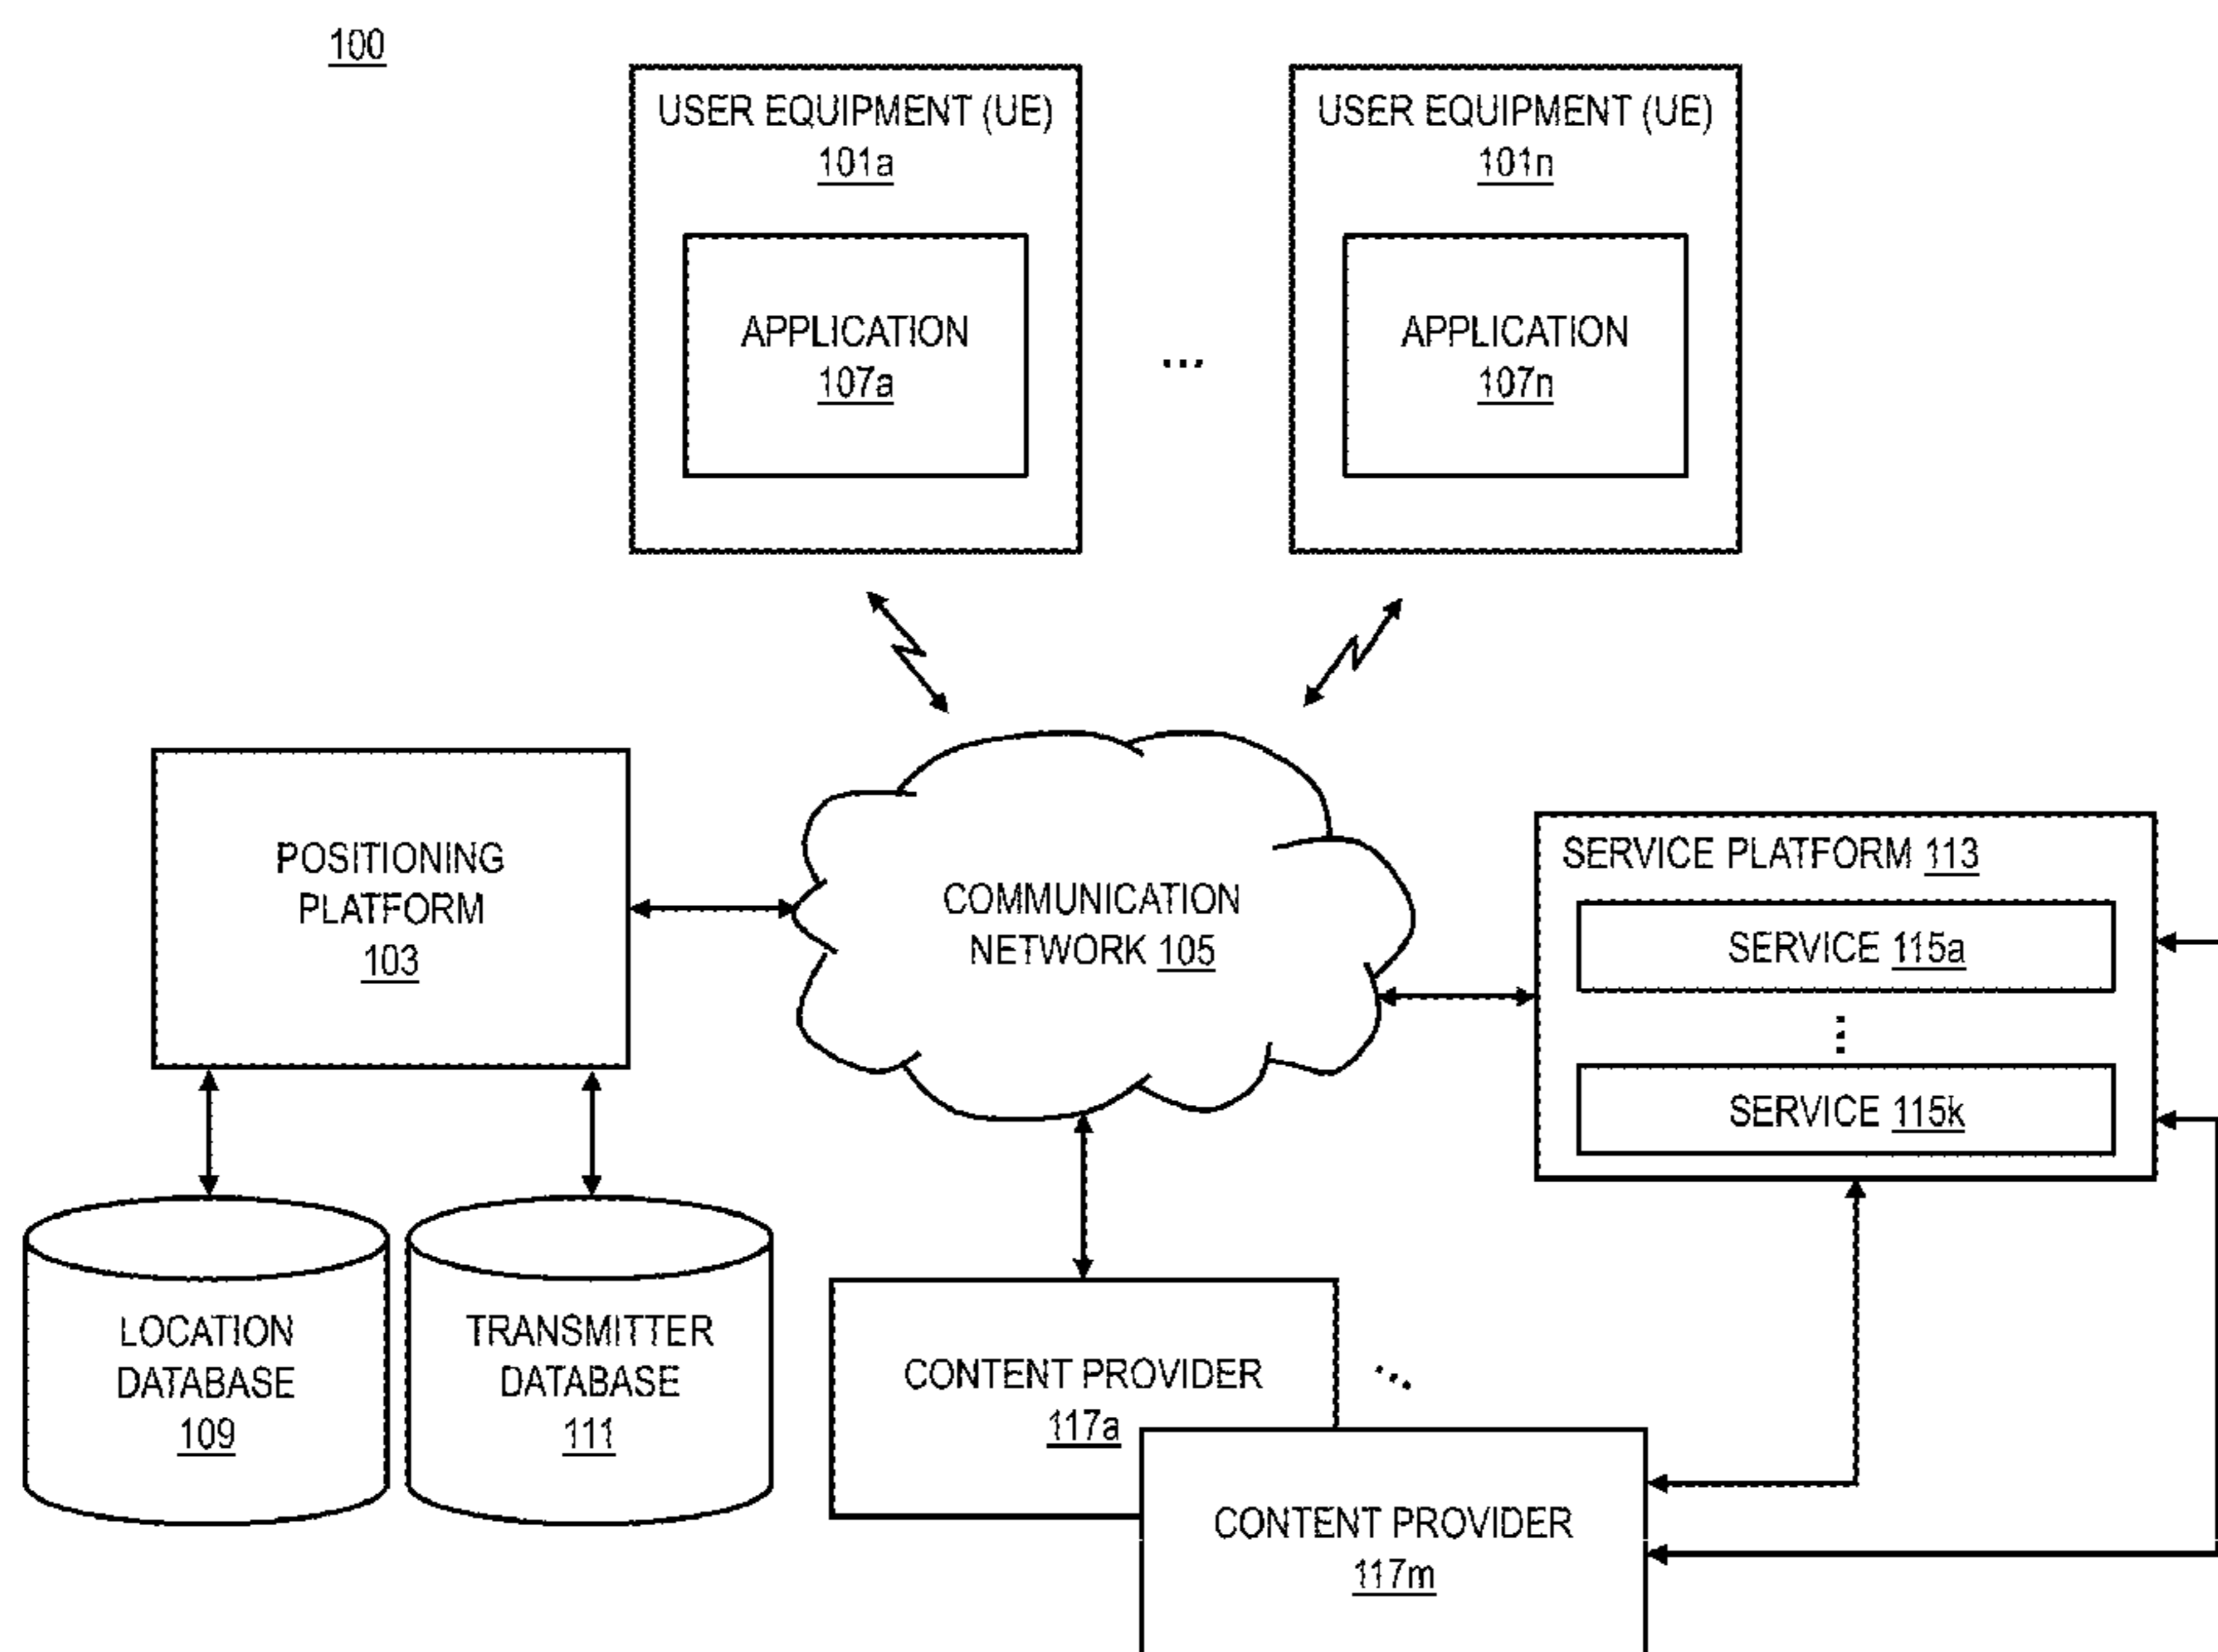 100
USER EQUIPMENT (UE)
101a
APPLICATION
107a
...
USER EQUIPMENT (UE)
101n
APPLICATION
107n
POSITIONING
PLATFORM
103
COMMUNICATION
NETWORK 105
SERVICE PLATFORM 113
SERVICE 115a
...
SERVICE 115k
LOCATION
DATABASE
109
TRANSMITTER
DATABASE
111
CONTENT PROVIDER
117a
...
CONTENT PROVIDER
117m